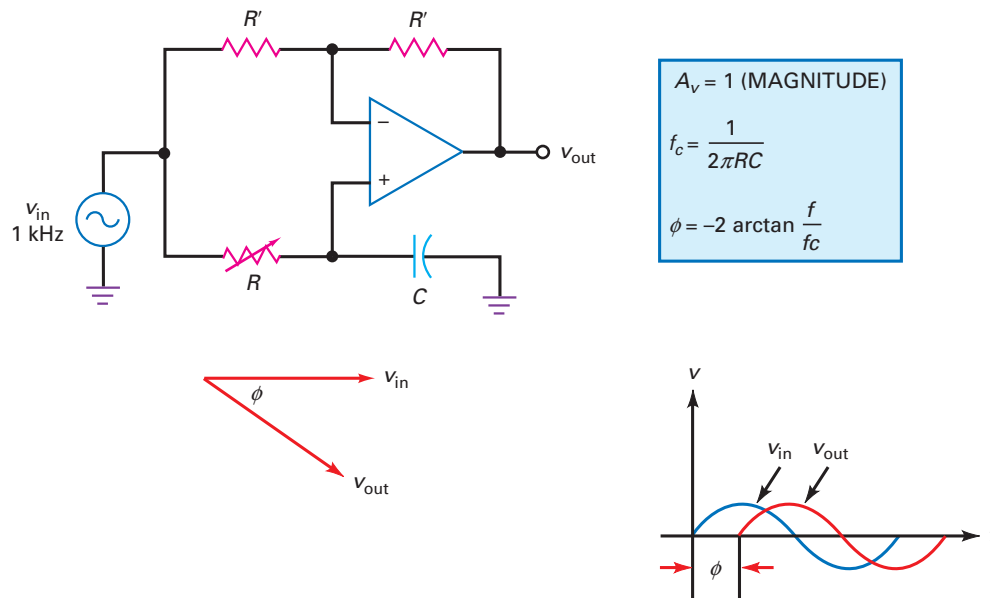 R′
R′
−
+
v_out
v_in
1 kHz
R
C
A_v = 1 (MAGNITUDE)
f_c = 1 / 2πRC
ϕ = −2 arctan f / fc
v_in
ϕ
v_out
v
v_in
v_out
ϕ